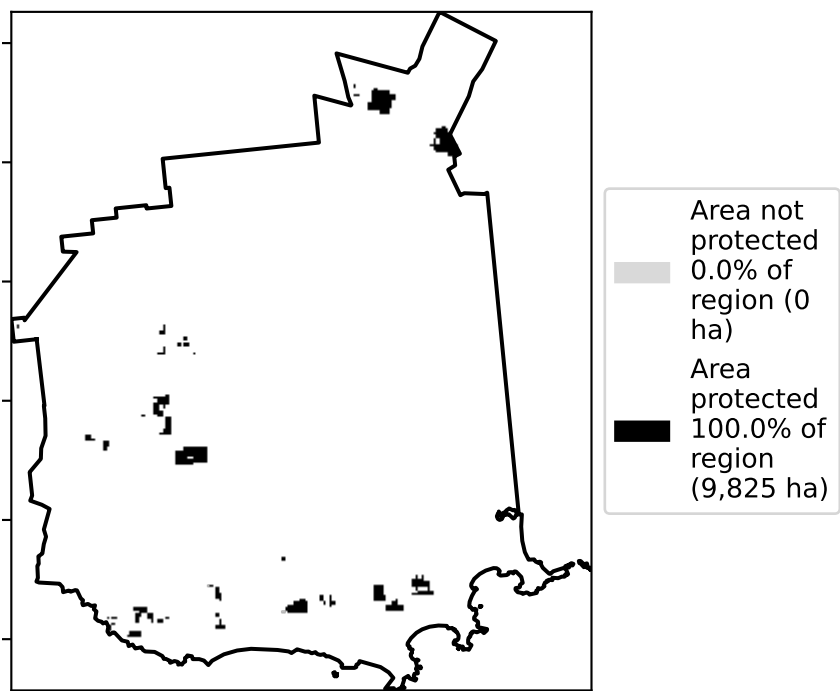 Area not
protected
0.0% of
region (0
ha)
Area
protected
100.0% of
region
(9,825 ha)